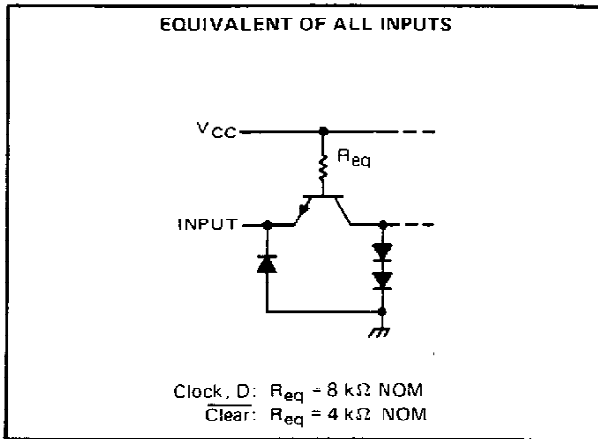 EQUIVALENT OF ALL INPUTS
VCC
Req
INPUT
Clock, D: Req = 8 kΩ NOM
Clear: Req = 4 kΩ NOM